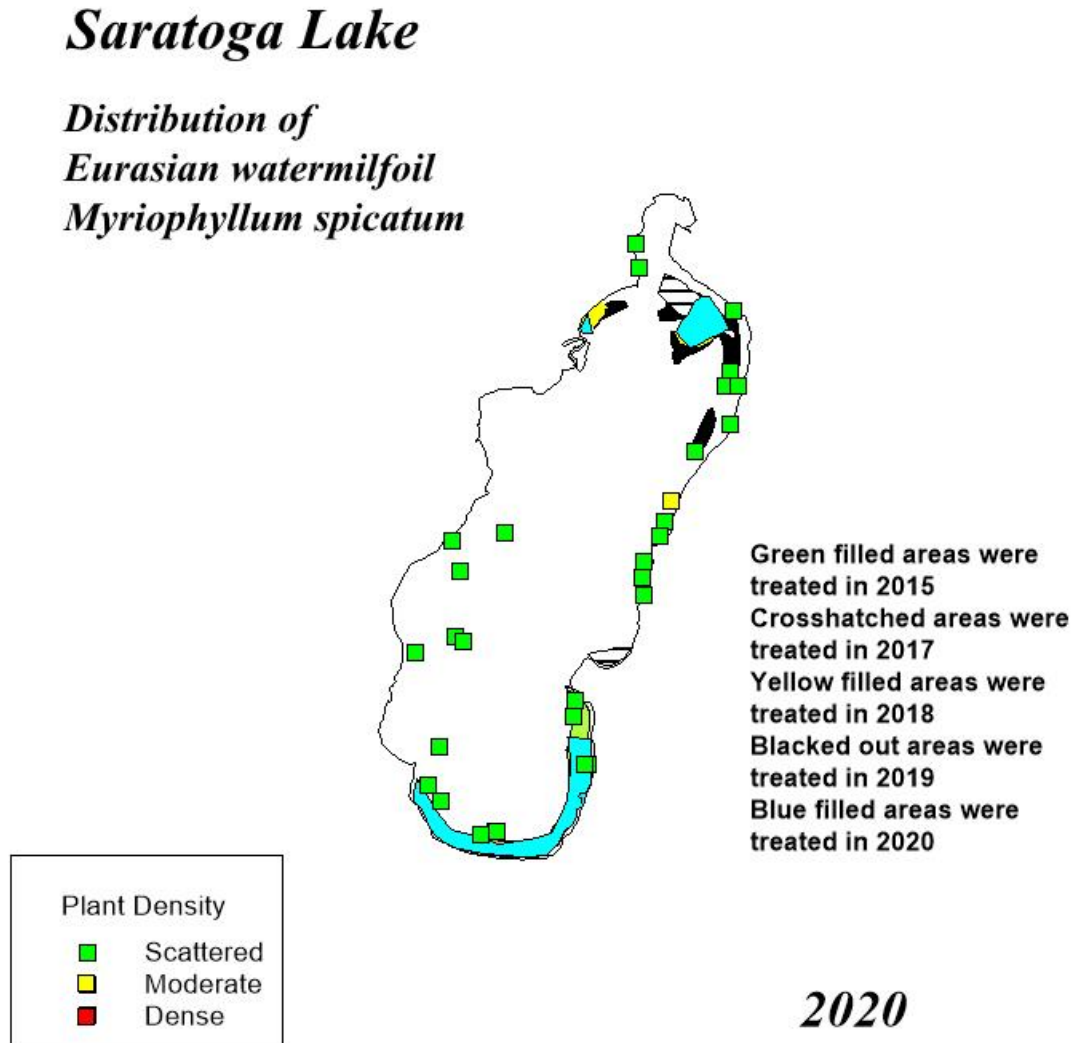 Saratoga Lake
Distribution of
Eurasian watermilfoil
Myriophyllum spicatum
Green filled areas were
treated in 2015
Crosshatched areas were
treated in 2017
Yellow filled areas were
treated in 2018
Blacked out areas were
treated in 2019
Blue filled areas were
treated in 2020
Plant Density
Scattered
Moderate
Dense
2020